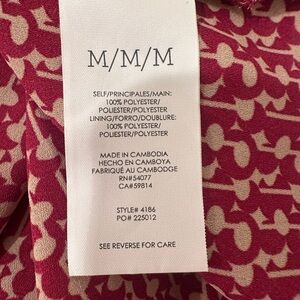 M/M/M
SELF/PRINCIPALES/MAIN:
100% POLYESTER/
POLIESTER/POLYESTER
LINING/FORRO/DOUBLURE:
100% POLYESTER/
POLIESTER/POLYESTER
MADE IN CAMBODIA
HECHO EN CAMBOYA
FABRIQUÉ AU CAMBODGE
RN#54077
CA#59814
STYLE# 4186
PO# 225012
SEE REVERSE FOR CARE